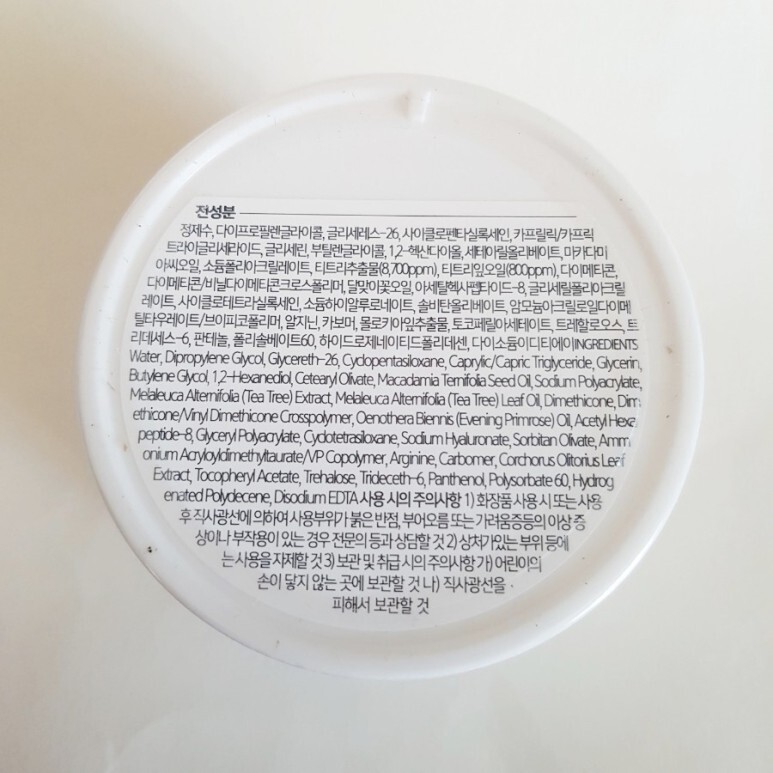 전성분
정제수, 다이프로필렌글라이콜, 글리세레스-26, 사이클로펜타실록세인, 카프릴릭/카프릭
트라이글리세라이드, 글리세린, 부틸렌글라이콜, 1,2-헥산다이올, 세테아릴올리베이트, 마카다미
아씨오일, 소듐폴리아크릴레이트, 티트리추출물(8,700ppm), 티트리잎오일(800ppm), 다이메티콘,
다이메티콘/비닐다이메티콘크로스폴리머, 달맞이꽃오일, 아세틸헥사펩타이드-8, 글리세릴폴리아크릴
레이트, 사이클로테트라실록세인, 소듐하이알루로네이트, 솔비탄올리베이트, 암모늄아크릴로일다이메
틸타우레이트/브이피코폴리머, 알지닌, 카보머, 몰로키아잎추출물, 토코페릴아세테이트, 트레할로오스, 트
리데세스-6, 판테놀, 폴리솔베이트60, 하이드로제네이티드폴리데센, 다이소듐이디티에이INGREDIENTS
Water, Dipropylene Glycol, Glycereth-26, Cyclopentasiloxane, Caprylic/Capric Triglyceride, Glycerin,
Butylene Glycol, 1,2-Hexanediol, Cetearyl Olivate, Macadamia Ternifolia Seed Oil, Sodium Polyacrylate,
Melaleuca Alternifolia (Tea Tree) Extract, Melaleuca Alternifolia (Tea Tree) Leaf Oil, Dimethicone, Dim
ethicone/Vinyl Dimethicone Crosspolymer, Oenothera Biennis (Evening Primrose) Oil, Acetyl Hexa
peptide-8, Glyceryl Polyacrylate, Cyclotetrasiloxane, Sodium Hyaluronate, Sorbitan Olivate, Amm
onium Acryloyldimethyltaurate/VP Copolymer, Arginine, Carbomer, Corchorus Olitorius Leaf
Extract, Tocopheryl Acetate, Trehalose, Trideceth-6, Panthenol, Polysorbate 60, Hydrog
enated Polydecene, Disodium EDTA 사용 시의 주의사항 1) 화장품 사용 시 또는 사용
후 직사광선에 의하여 사용부위가 붉은 반점, 부어오름 또는 가려움증등의 이상 증
상이나 부작용이 있는 경우 전문의 등과 상담할 것 2) 상처가 있는 부위 등에
는 사용을 자제할 것 3) 보관 및 취급 시의 주의사항 가) 어린이의
손이 닿지 않는 곳에 보관할 것 나) 직사광선을
피해서 보관할 것